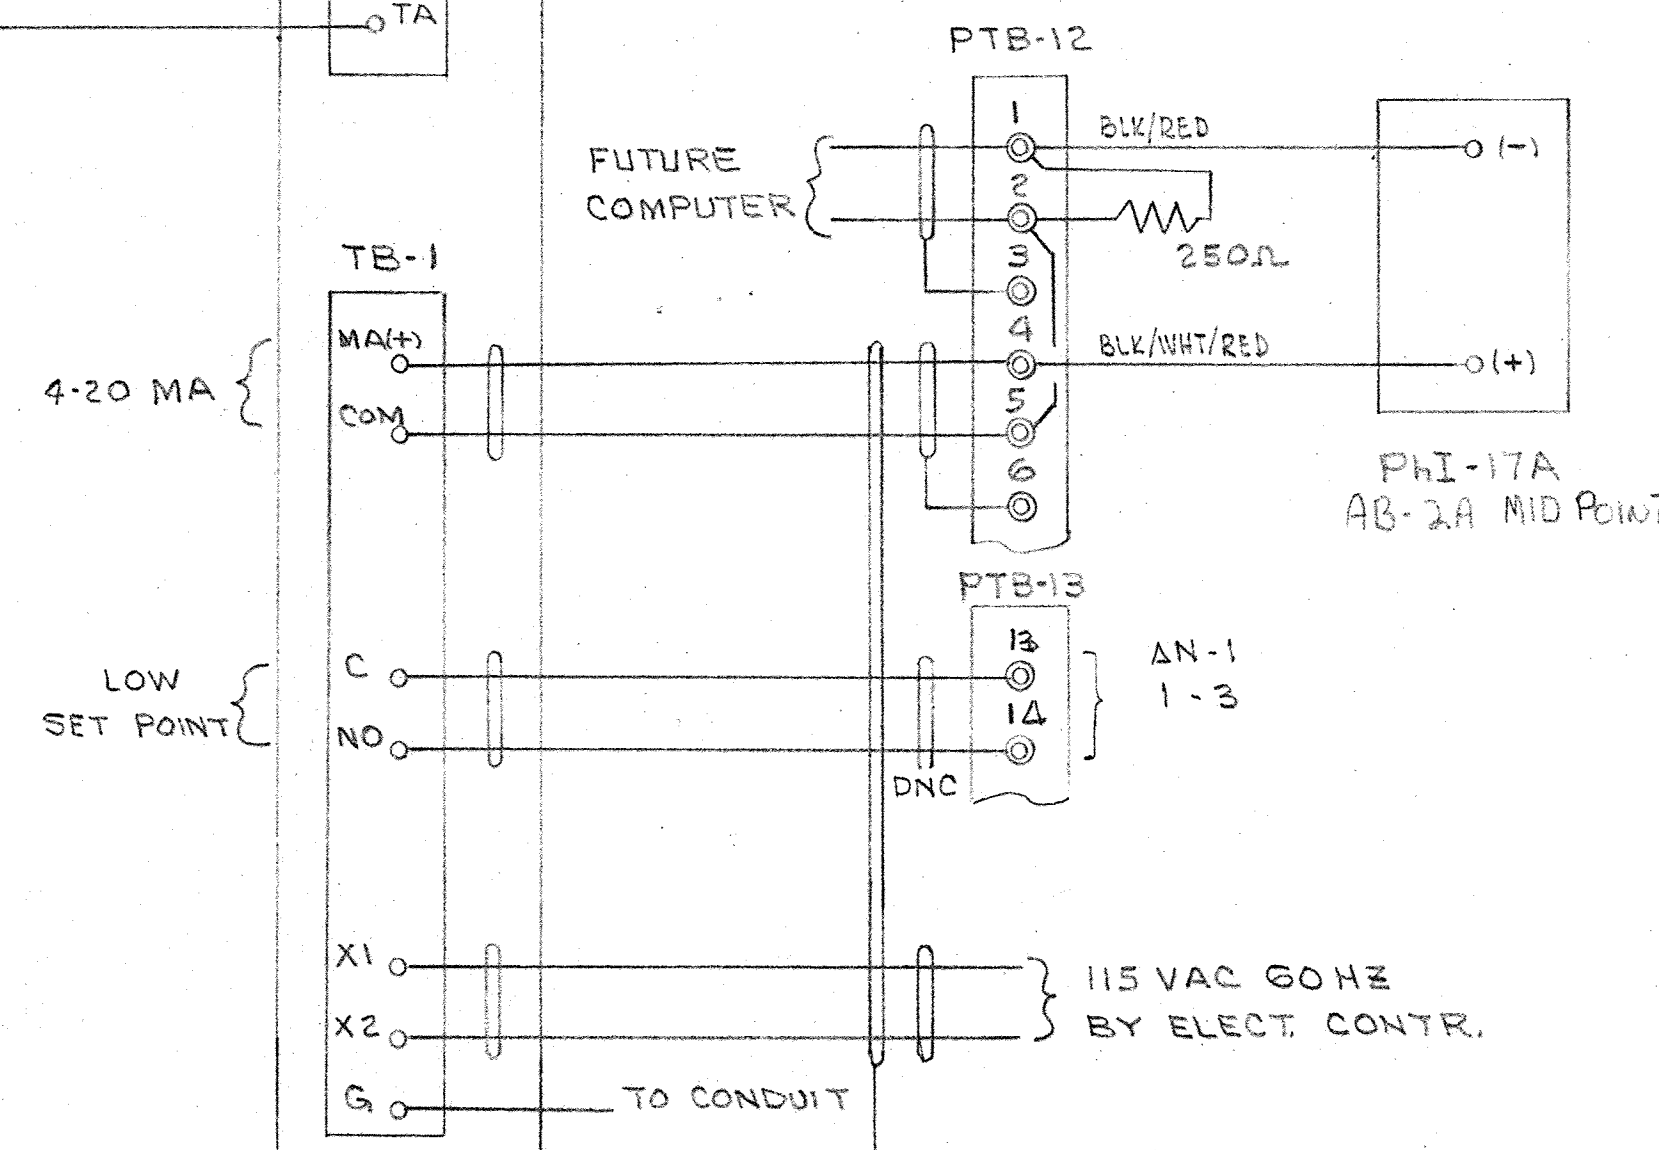 TA
PTB-12
1
BLK/RED
(-)
FUTURE
COMPUTER
2
250Ω
3
TB-1
4
MA(+)
BLK/WHT/RED
(+)
4-20 MA
5
COM
6
PhI-17A
AB-2A MID POINT
PTB-13
13
C
ΔN-1
LOW
1-3
SET POINT
14
NO
DNC
X1
115 VAC 60HZ
X2
BY ELECT. CONTR.
G
TO CONDUIT